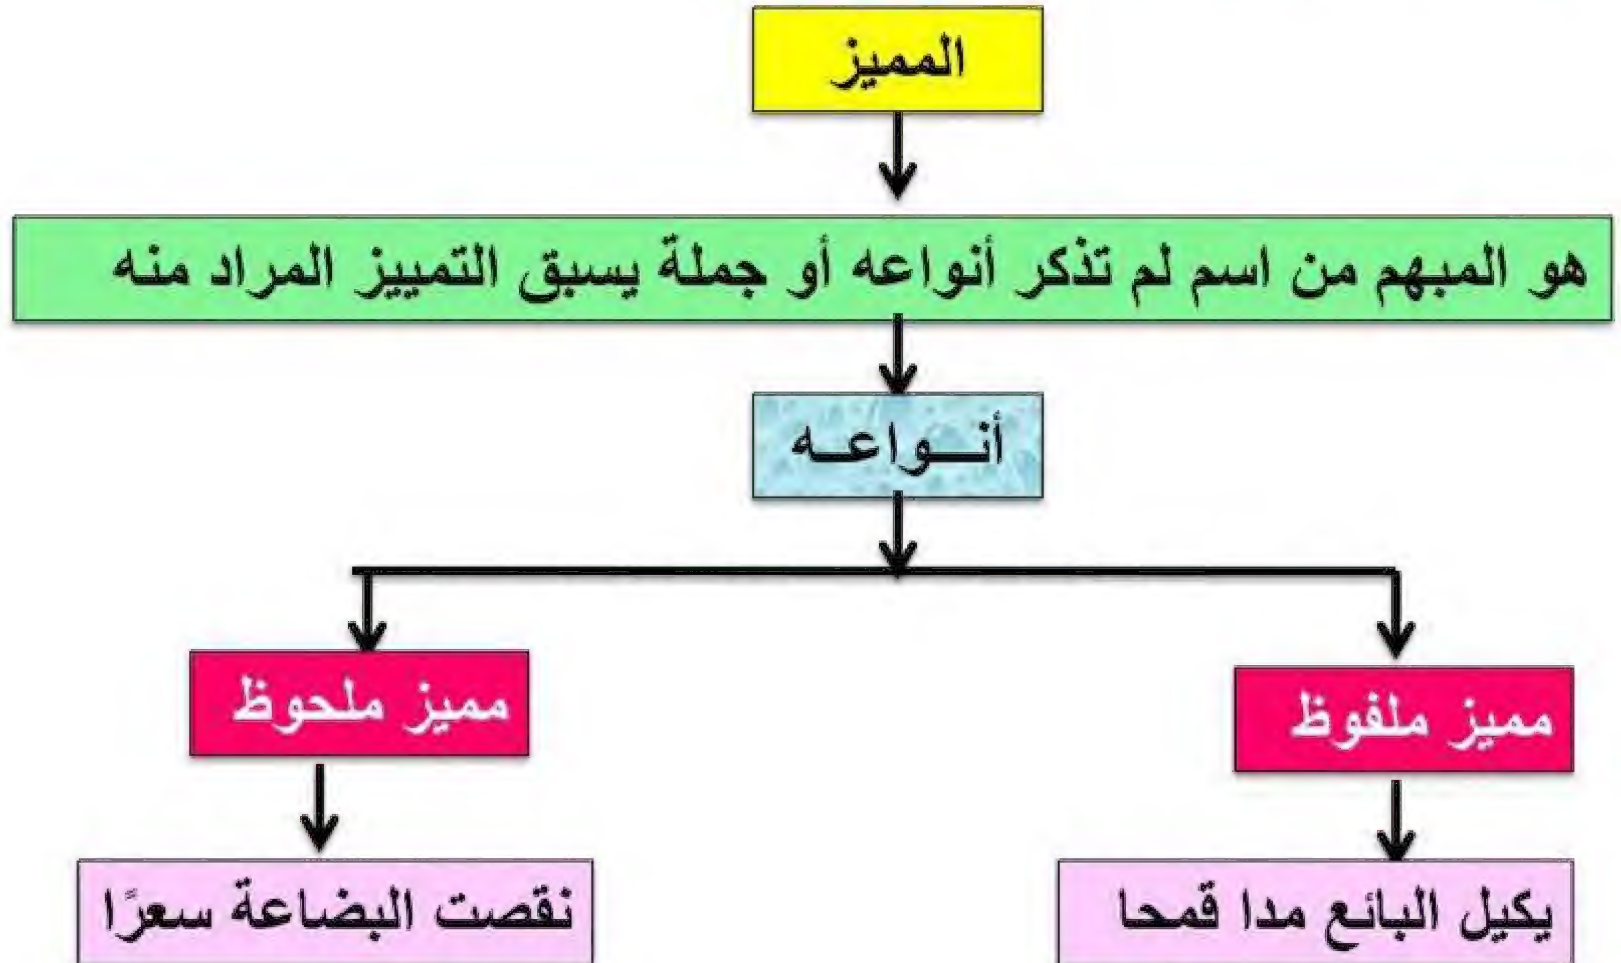 المميز
هو المبهم من اسم لم تذكر أنواعه أو جملة يسبق التمييز المراد منه
أنــواعــه
مميز ملفوظ
مميز ملحوظ
يكيل البائع مدا قمحا
نقصت البضاعة سعرًا